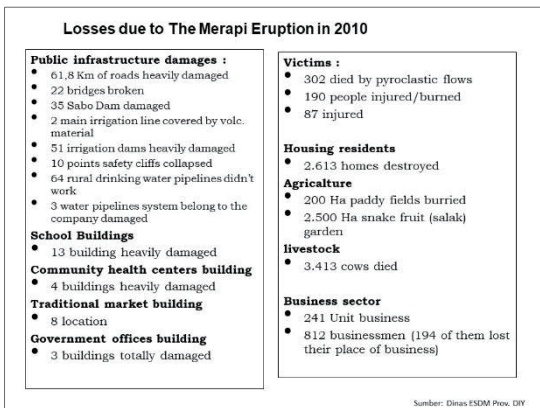 Losses due to The Merapi Eruption in 2010
Public infrastructure damages :
• 61,8 Km of roads heavily damaged
• 22 bridges broken
• 35 Sabo Dam damaged
• 2 main irrigation line covered by volc.
material
• 51 irrigation dams heavily damaged
• 10 points safety cliffs collapsed
• 64 rural drinking water pipelines didn't
work
• 3 water pipelines system belong to the
company damaged
School Buildings
• 13 building heavily damaged
Community health centers building
• 4 buildings heavily damaged
Traditional market building
• 8 location
Government offices building
• 3 buildings totally damaged
Victims :
• 302 died by pyroclastic flows
• 190 people injured/burned
• 87 injured
Housing residents
• 2.613 homes destroyed
Agricalture
• 200 Ha paddy fields burried
• 2.500 Ha snake fruit (salak)
garden
livestock
• 3.413 cows died
Business sector
• 241 Unit business
• 812 businessmen (194 of them lost
their place of business)
Sumber: Dinas ESDM Prov. DIY